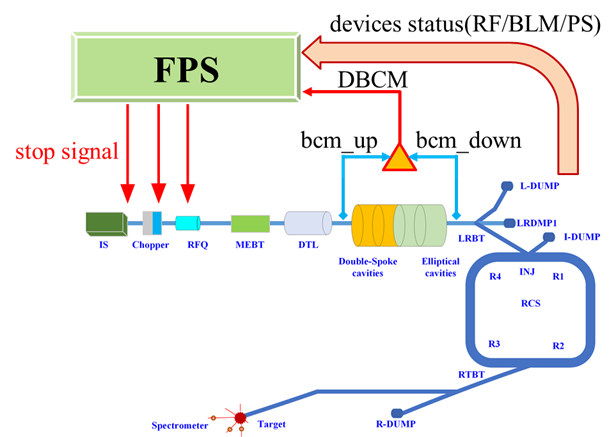 devices status(RF/BLM/PS)
FPS
DBCM
stop signal
bcm_up
bcm_down
L-DUMP
LRDMP1
I-DUMP
IS
Chopper
RFQ
MEBT
DTL
Double-Spoke
cavities
Elliptical
cavities
LRBT
INJ
R4
R1
RCS
R3
R2
RTBT
Spectrometer
Target
R-DUMP